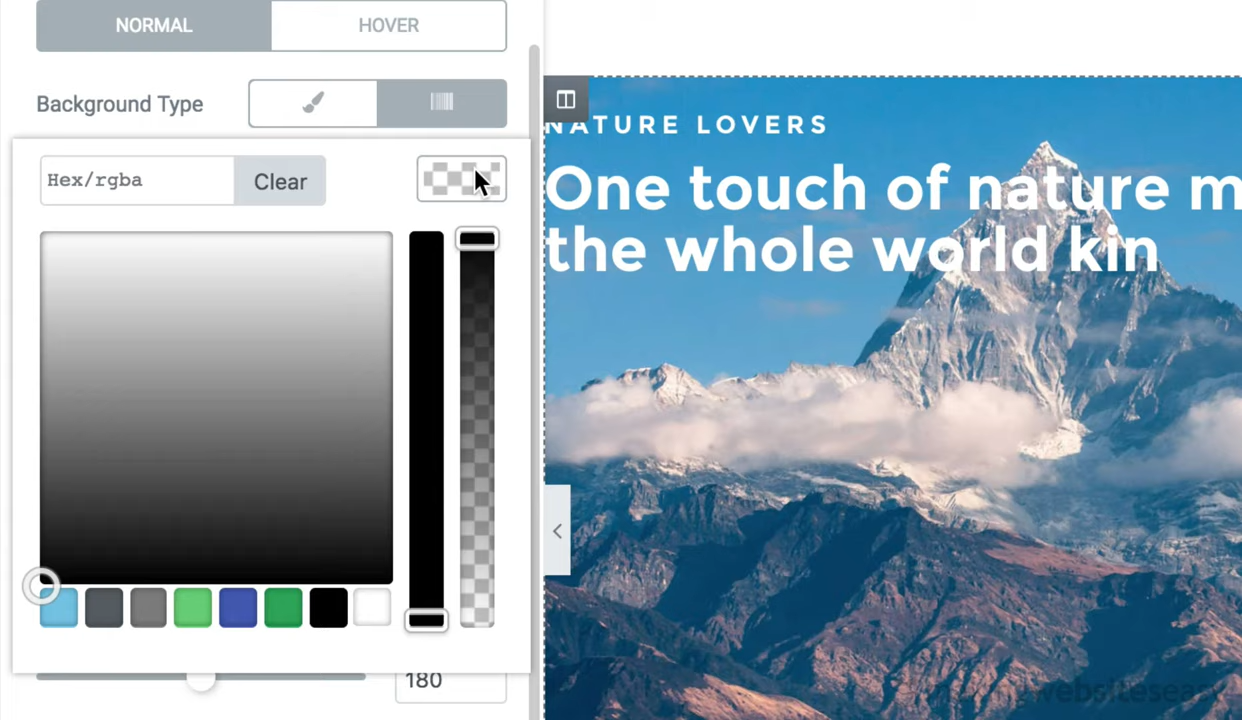 NORMAL
HOVER
Background Type
Hex/rgba
Clear
180
NATURE LOVERS
One touch of nature m
the whole world kin